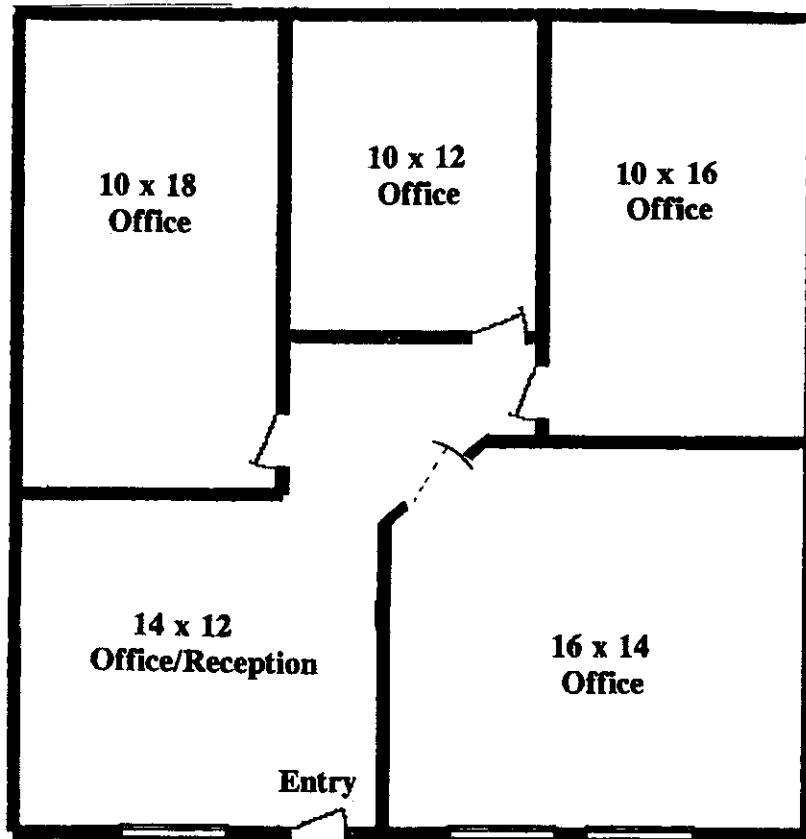 10 x 18
Office
10 x 12
Office
10 x 16
Office
14 x 12
Office/Reception
16 x 14
Office
Entry